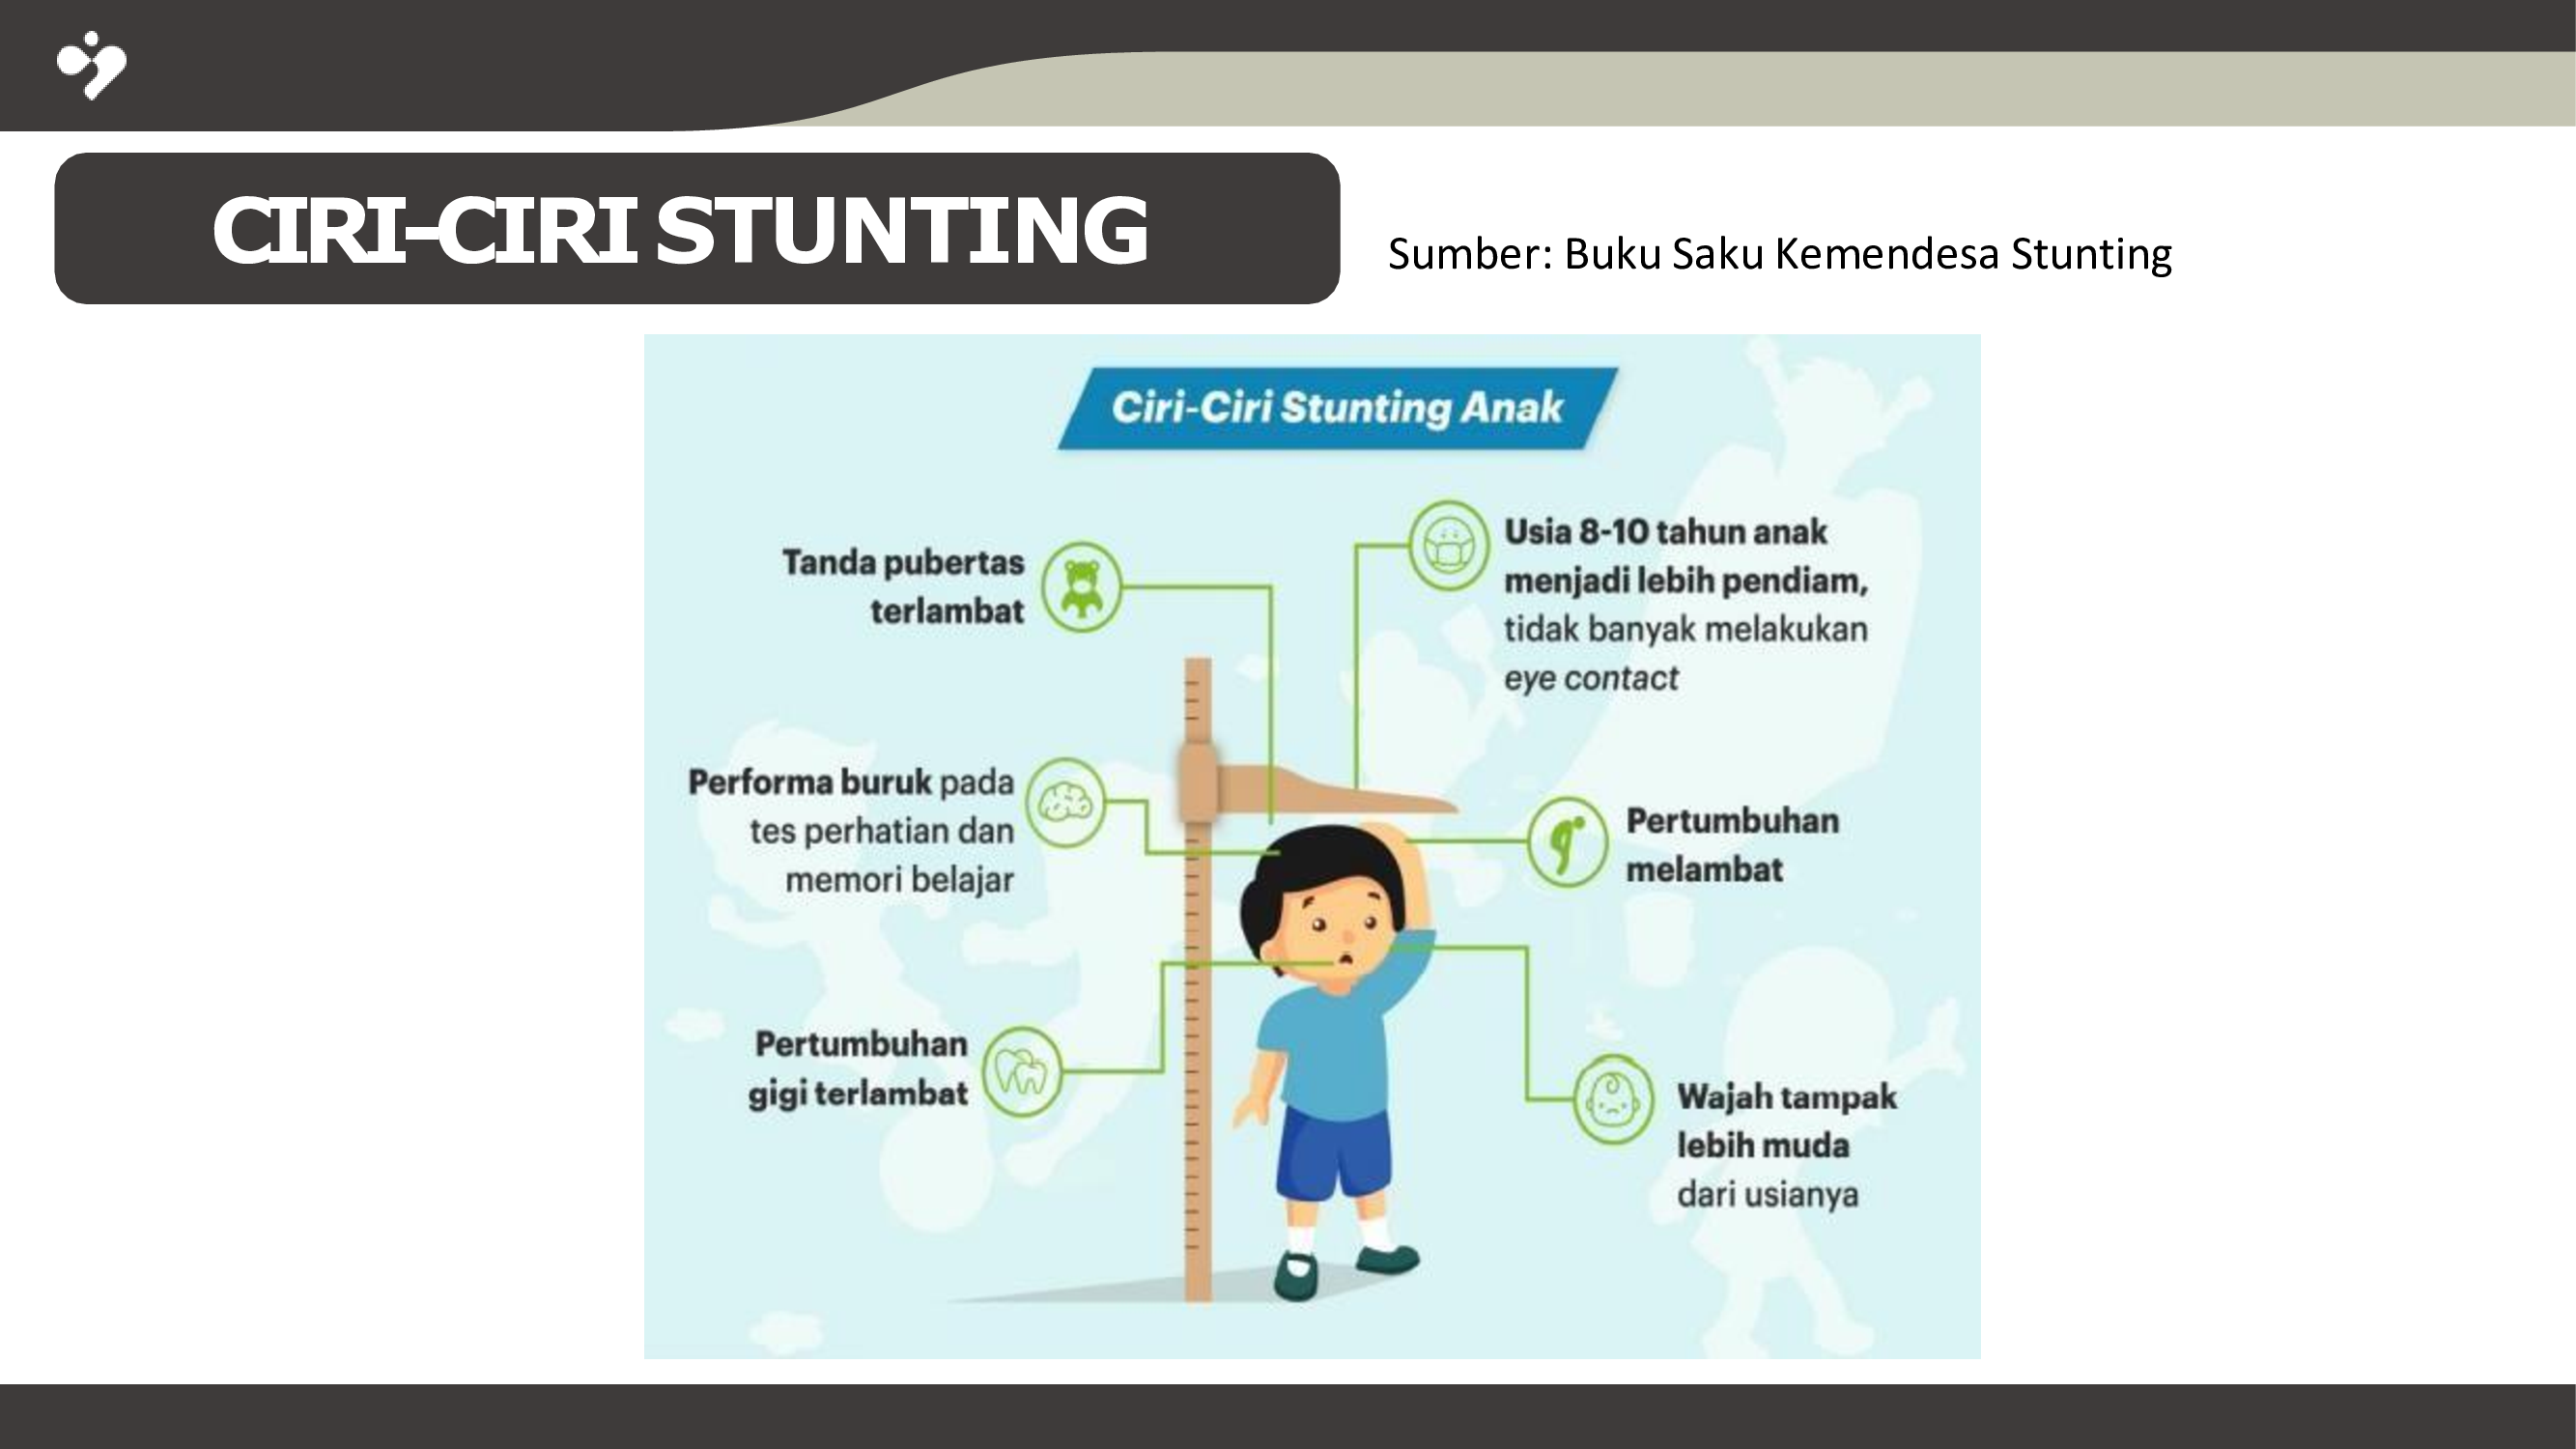 CIRI-CIRI STUNTING
Sumber: Buku Saku Kemendesa Stunting
Ciri-Ciri Stunting Anak
Tanda pubertas
terlambat
Usia 8-10 tahun anak
menjadi lebih pendiam,
tidak banyak melakukan
eye contact
Performa buruk pada
tes perhatian dan
memori belajar
Pertumbuhan
melambat
Pertumbuhan
gigi terlambat
Wajah tampak
lebih muda
dari usianya